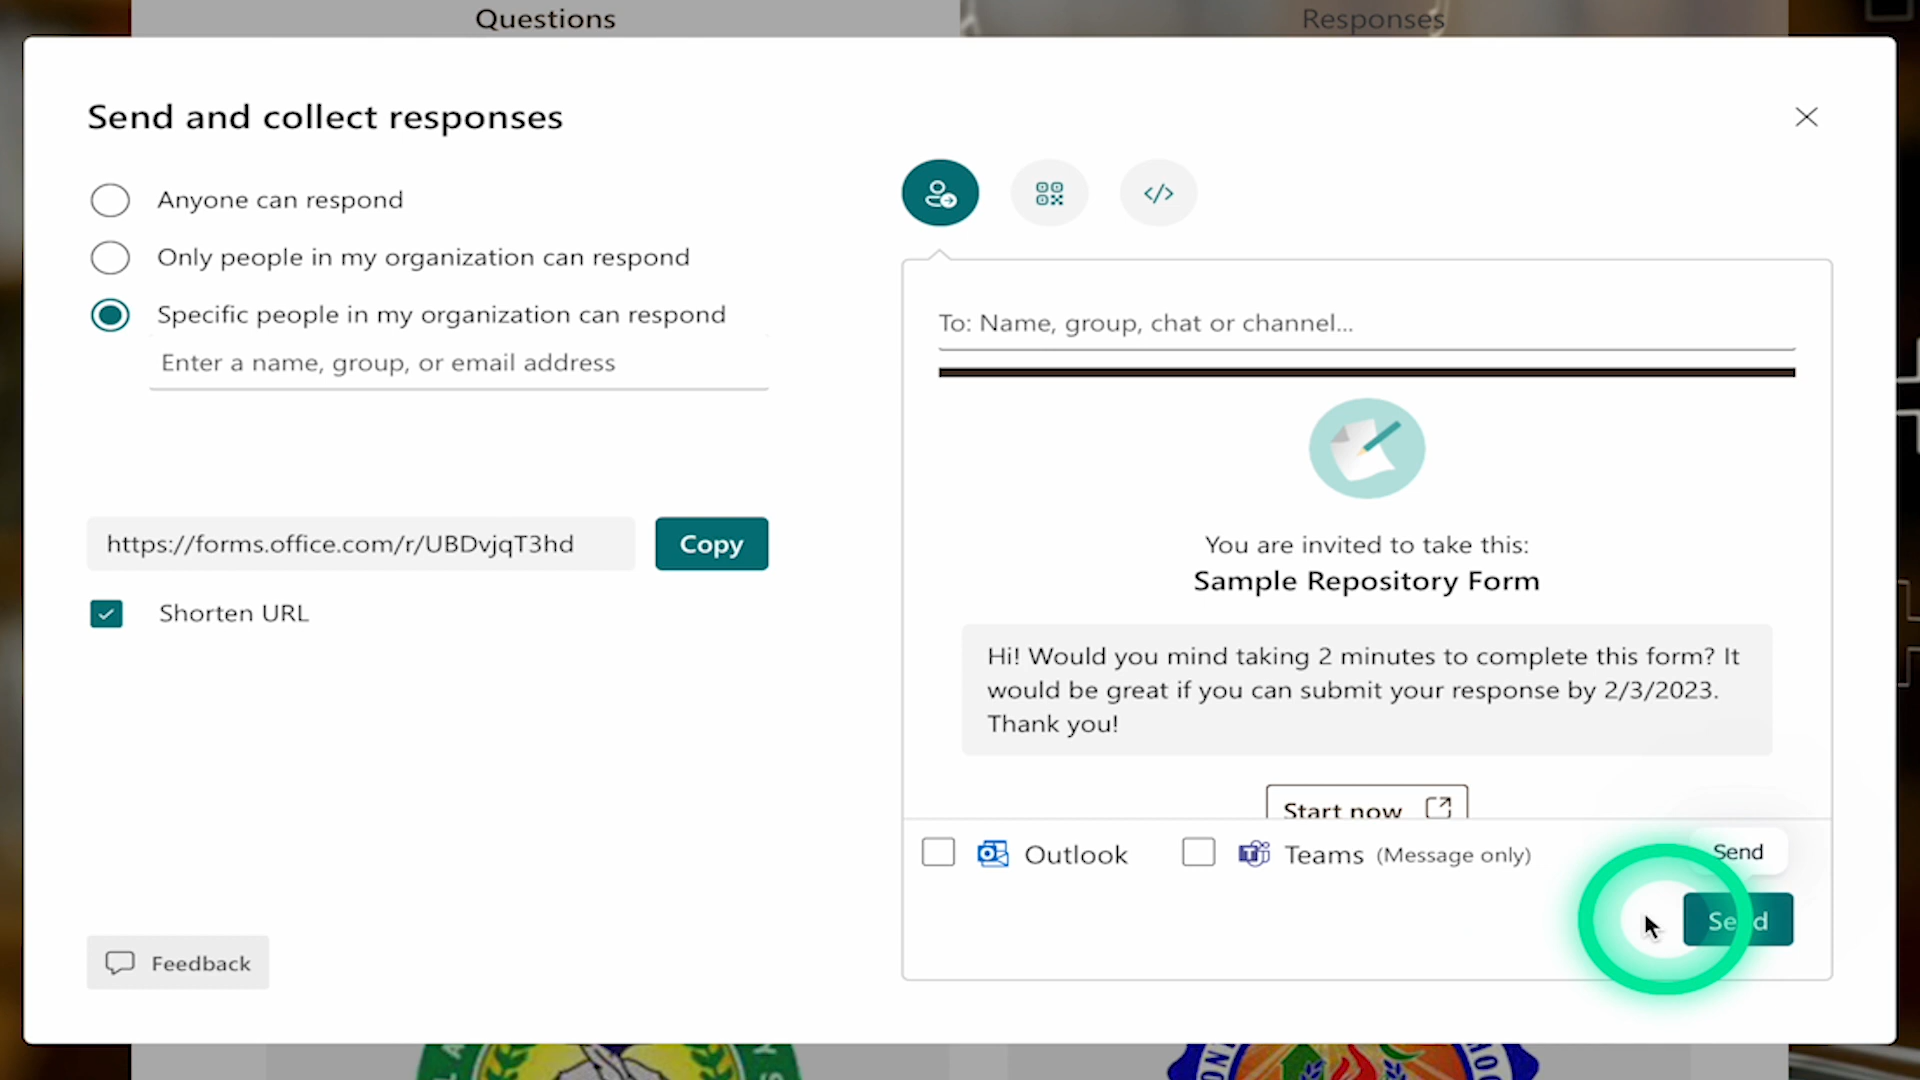 Questions
Responses
Send and collect responses
Anyone can respond
Only people in my organization can respond
Specific people in my organization can respond
Enter a name, group, or email address
https://forms.office.com/r/UBDvjqT3hd
Copy
Shorten URL
Feedback
To: Name, group, chat or channel...
You are invited to take this:
Sample Repository Form
Hi! Would you mind taking 2 minutes to complete this form? It
would be great if you can submit your response by 2/3/2023.
Thank you!
Start now
Outlook
Teams (Message only)
Send
Send